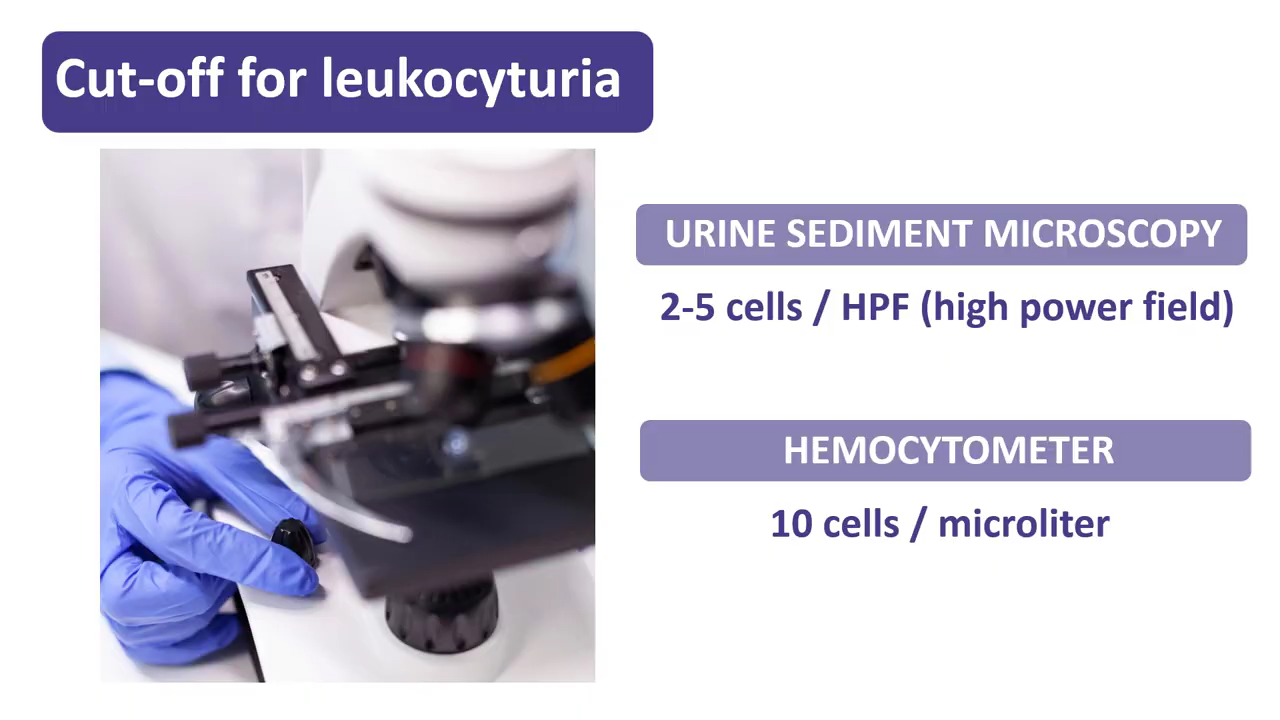 Cut-off for leukocyturia
URINE SEDIMENT MICROSCOPY
2-5 cells / HPF (high power field)
HEMOCYTOMETER
10 cells / microliter